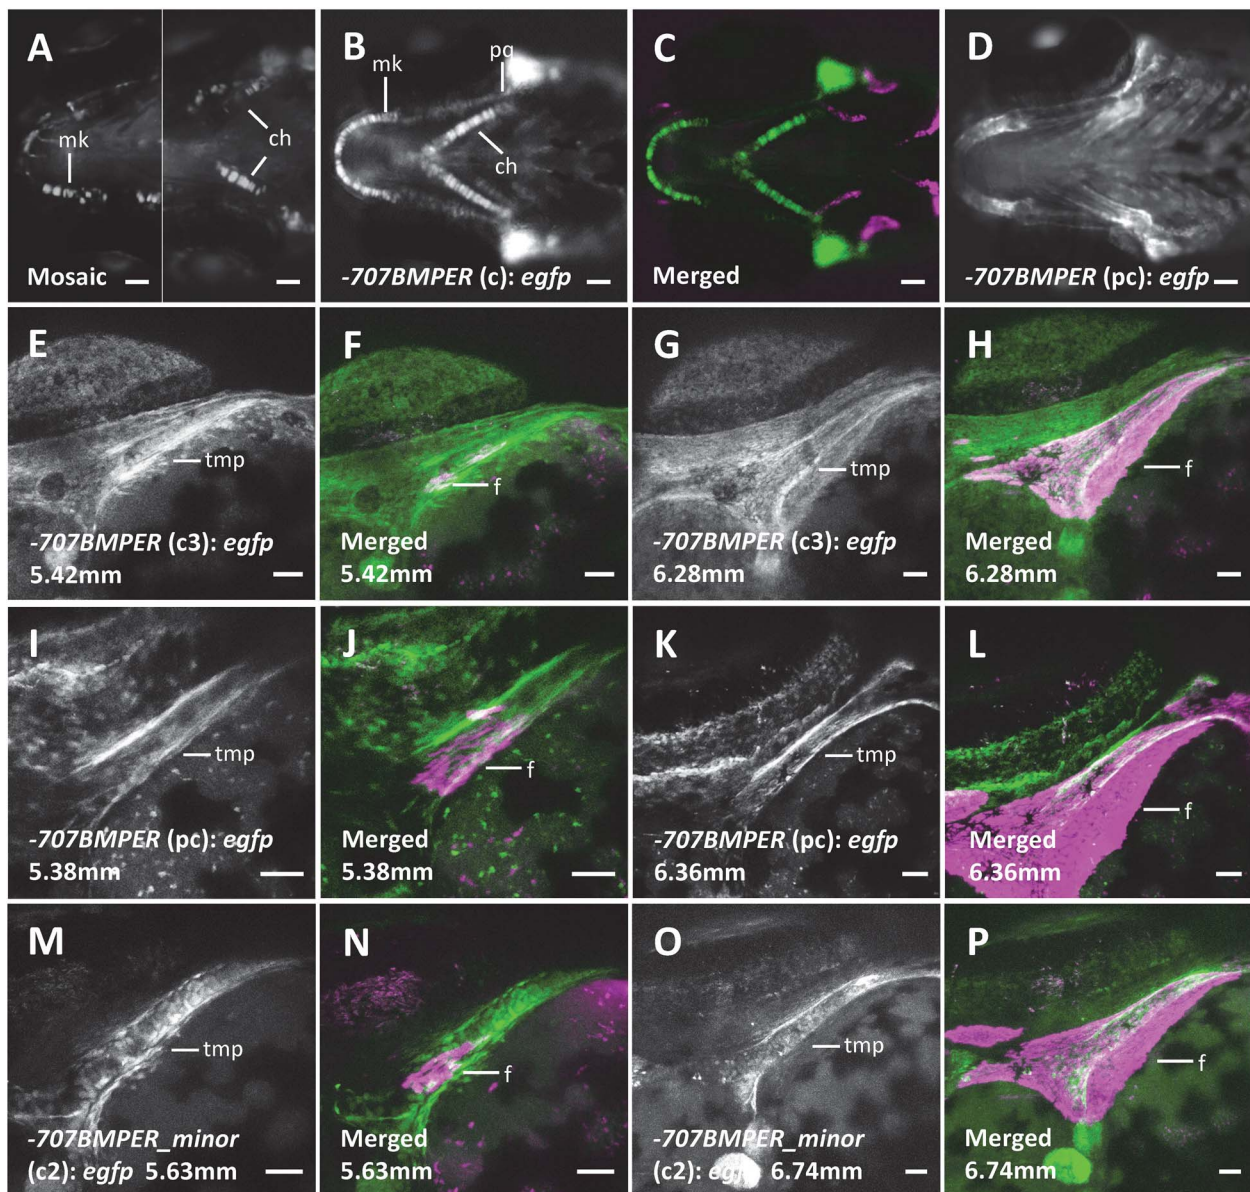 A
mk
ch
Mosaic
B
mk
pq
ch
-707BMPER (c): egfp
C
Merged
D
-707BMPER (pc): egfp
E
tmp
-707BMPER (c3): egfp
5.42mm
F
f
Merged
5.42mm
G
tmp
-707BMPER (c3): egfp
6.28mm
H
f
Merged
6.28mm
I
tmp
-707BMPER (pc): egfp
5.38mm
J
f
Merged
5.38mm
K
tmp
-707BMPER (pc): egfp
6.36mm
L
f
Merged
6.36mm
M
tmp
-707BMPER_minor
(c2): egfp 5.63mm
N
f
Merged
5.63mm
O
tmp
-707BMPER_minor
(c2): egfp 6.74mm
P
f
Merged
6.74mm